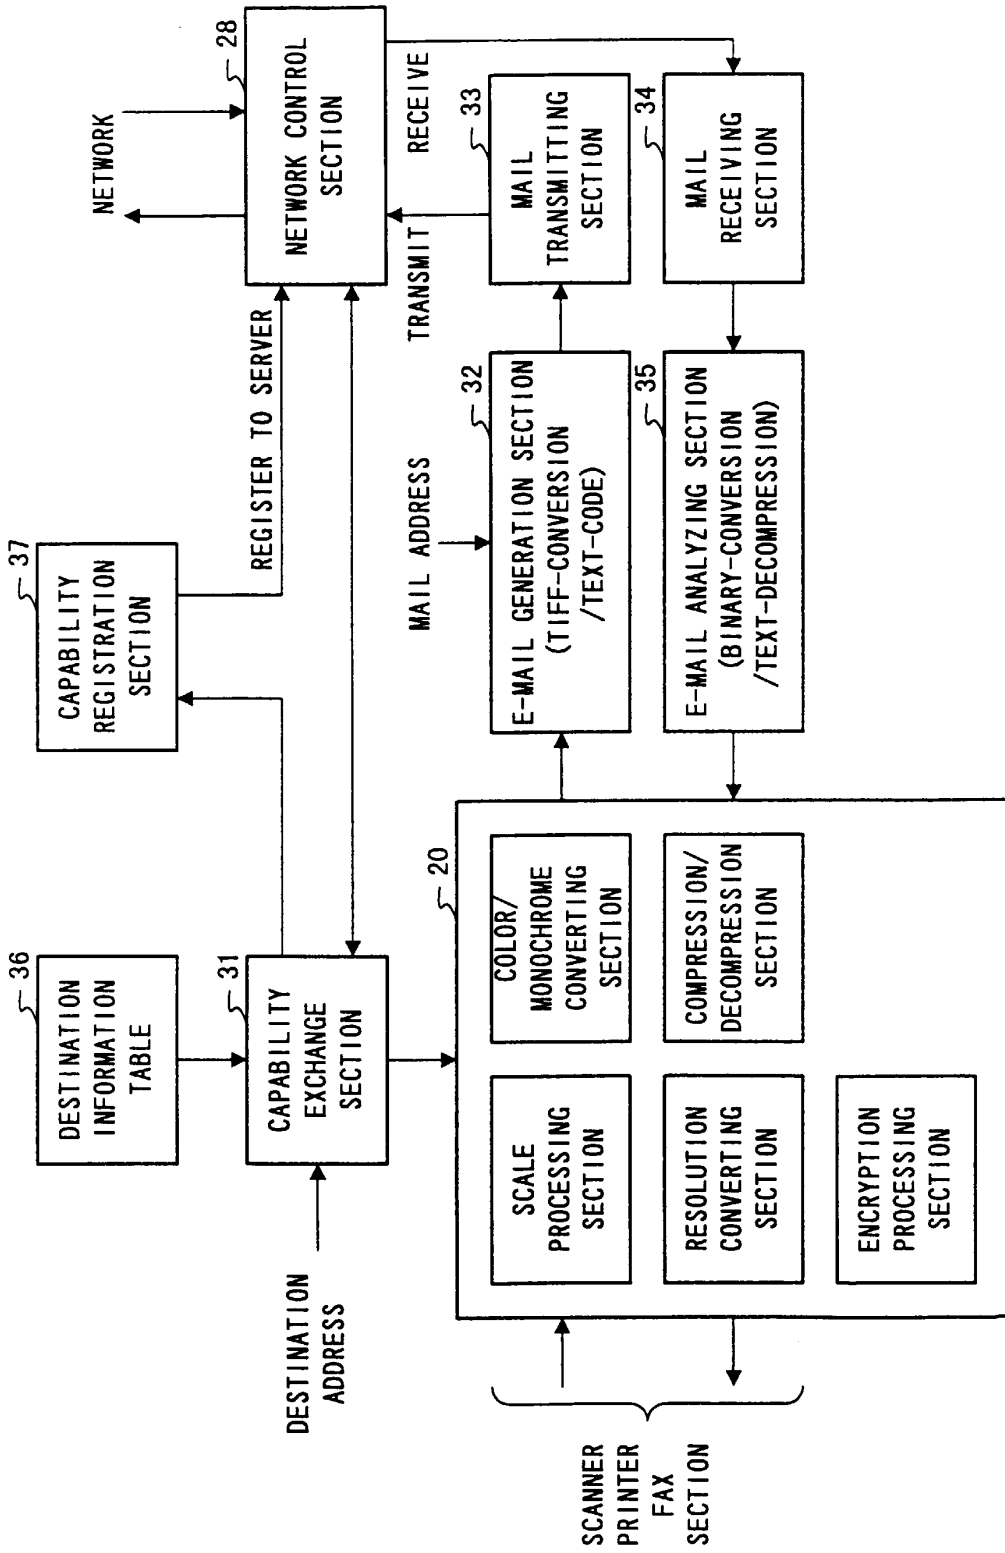 36
DESTINATION
INFORMATION
TABLE
37
CAPABILITY
REGISTRATION
SECTION
NETWORK
28
NETWORK CONTROL
SECTION
REGISTER TO SERVER
31
CAPABILITY
EXCHANGE
SECTION
DESTINATION
ADDRESS
TRANSMIT
RECEIVE
MAIL ADDRESS
20
SCALE
PROCESSING
SECTION
COLOR/
MONOCHROME
CONVERTING
SECTION
32
E-MAIL GENERATION SECTION
(TIFF-CONVERSION
/TEXT-CODE)
33
MAIL
TRANSMITTING
SECTION
SCANNER
PRINTER
FAX
SECTION
RESOLUTION
CONVERTING
SECTION
COMPRESSION/
DECOMPRESSION
SECTION
35
E-MAIL ANALYZING SECTION
(BINARY-CONVERSION
/TEXT-DECOMPRESSION)
34
MAIL
RECEIVING
SECTION
ENCRYPTION
PROCESSING
SECTION